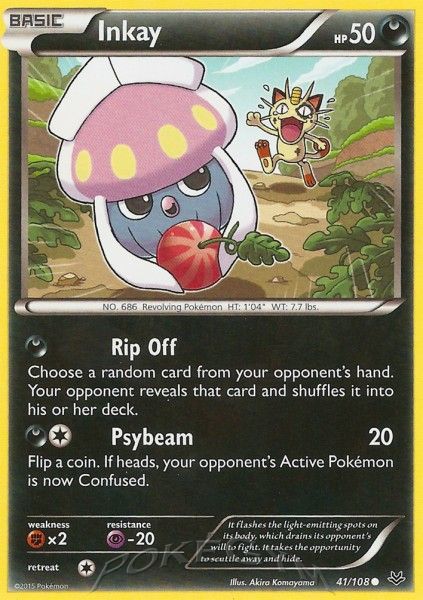 BASIC
Inkay
HP 50
NO. 686 Revolving Pokémon HT: 1'04" WT: 7.7 lbs.
Rip Off
Choose a random card from your opponent's hand.
Your opponent reveals that card and shuffles it into
his or her deck.
Psybeam 20
Flip a coin. If heads, your opponent's Active Pokémon
is now Confused.
weakness
×2
resistance
-20
It flashes the light-emitting spots on
its body, which drains its opponent's
will to fight. It takes the opportunity
to scuttle away and hide.
retreat
©2015 Pokémon
Illus. Akira Komayama
41/108